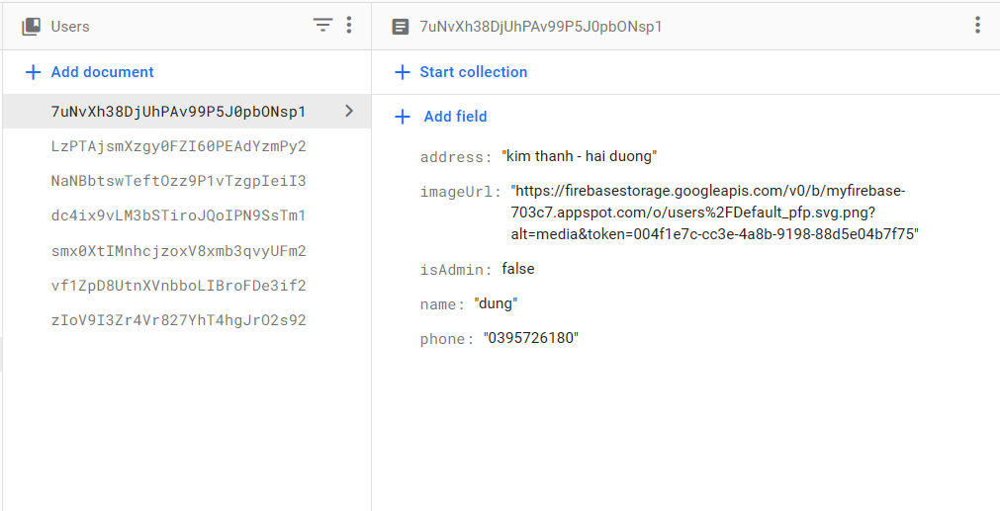 Users
Add document
7uNvXh38DjUhPAv99P5J0pbONsp1
LzPTAjsmXzgy0FZI60PEAdYzmPy2
NaNBbtswTeftOzz9P1vTzgpIeiI3
dc4ix9vLM3bSTiroJQoIPN9SsTm1
smx0XtIMnhcjzoxV8xmb3qvyUFm2
vf1ZpD8UtnXVnbboLIBroFDe3if2
zIoV9I3Zr4Vr827YhT4hgJrO2s92
7uNvXh38DjUhPAv99P5J0pbONsp1
Start collection
Add field
address: "kim thanh - hai duong"
imageUrl: "https://firebasestorage.googleapis.com/v0/b/myfirebase-
703c7.appspot.com/o/users%2FDefault_pfp.svg.png?
alt=media&token=004f1e7c-cc3e-4a8b-9198-88d5e04b7f75"
isAdmin: false
name: "dung"
phone: "0395726180"